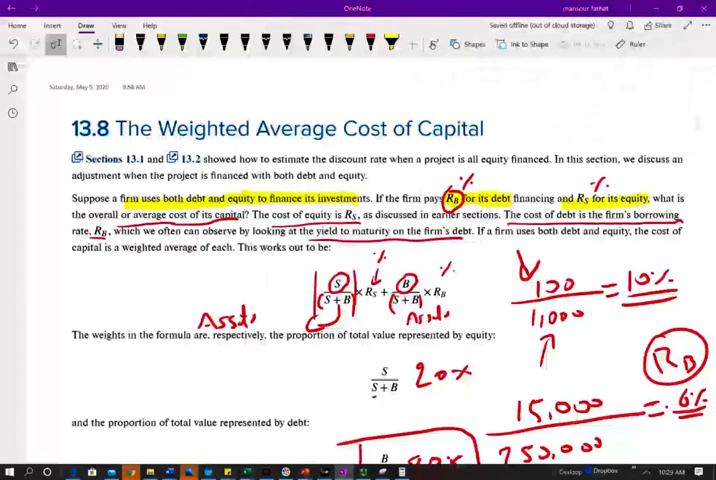 OneNote
mansour farhat
Home Insert Draw View Help
Saved offline (out of cloud storage)
Share
Shapes Ink to Shape Ruler
Saturday, May 9, 2020 9:58 AM
13.8 The Weighted Average Cost of Capital
Sections 13.1 and 13.2 showed how to estimate the discount rate when a project is all equity financed. In this section, we discuss an
adjustment when the project is financed with both debt and equity.
% %
Suppose a firm uses both debt and equity to finance its investments. If the firm pays RB for its debt financing and RS for its equity, what is
the overall or average cost of its capital? The cost of equity is RS, as discussed in earlier sections. The cost of debt is the firm's borrowing
rate, RB, which we often can observe by looking at the yield to maturity on the firm's debt. If a firm uses both debt and equity, the cost of
capital is a weighted average of each. This works out to be:
% %
S/(S+B) × RS + B/(S+B) × RB
100/1,000 = 10%
Assets Assets
The weights in the formula are, respectively, the proportion of total value represented by equity:
RB
S/(S+B) 20%
15,000/250,000 = 6%
and the proportion of total value represented by debt:
B
Desktop Dropbox 10:29 AM